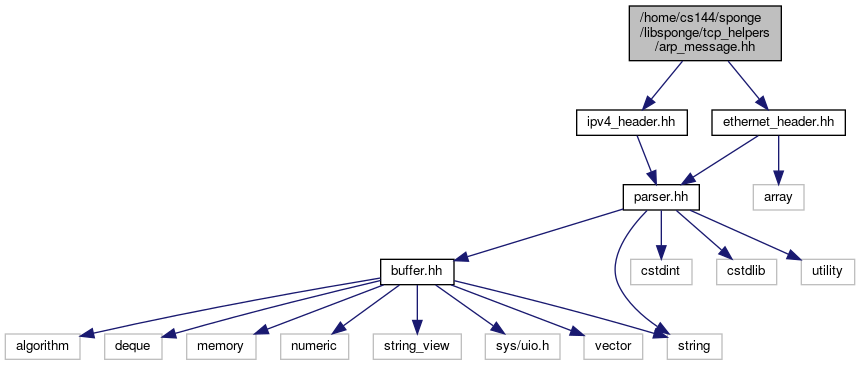 /home/cs144/sponge
/libsponge/tcp_helpers
/arp_message.hh
ipv4_header.hh
ethernet_header.hh
parser.hh
array
buffer.hh
cstdint
cstdlib
utility
algorithm
deque
memory
numeric
string_view
sys/uio.h
vector
string